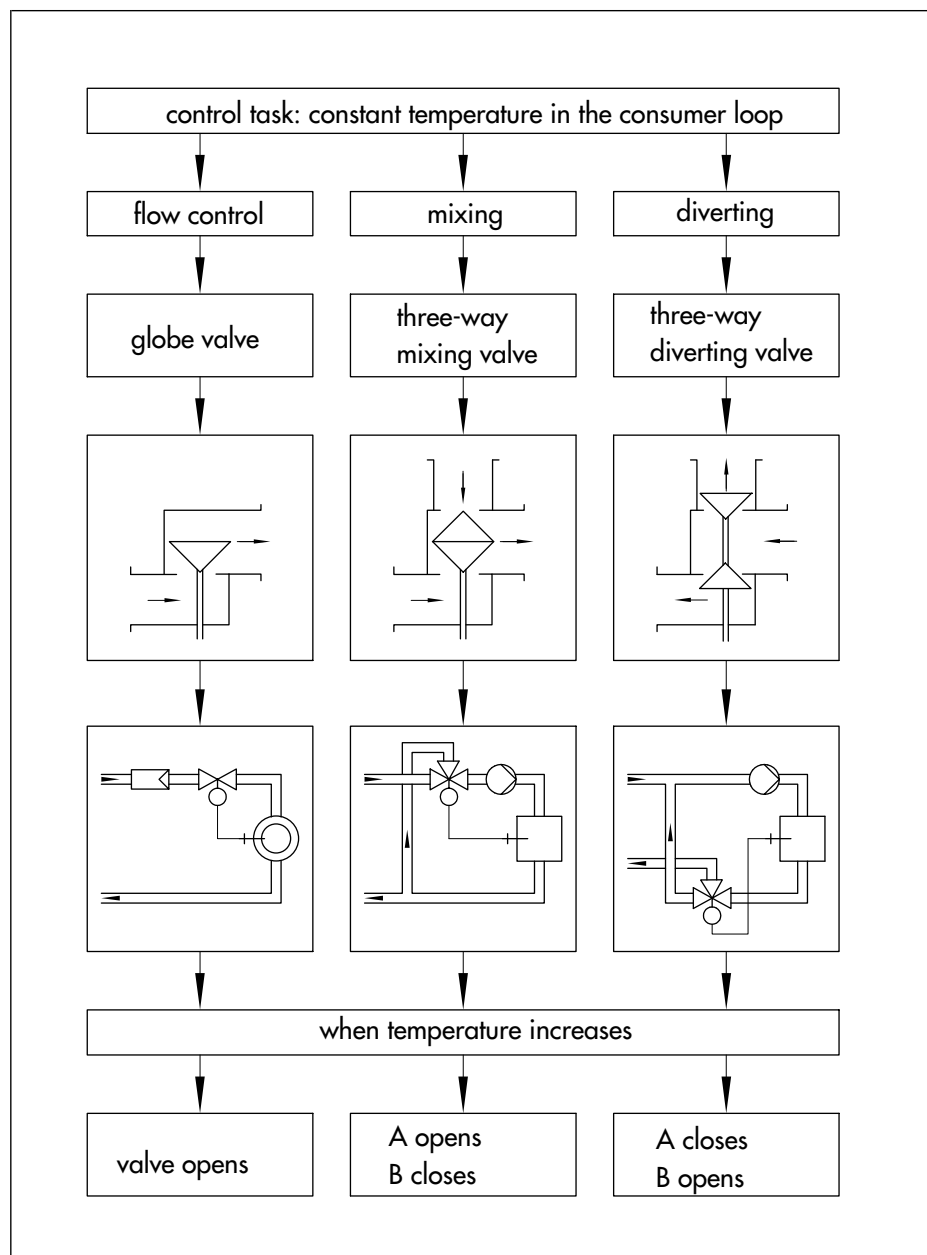 control task: constant temperature in the consumer loop
flow control
mixing
diverting
globe valve
three-way
mixing valve
three-way
diverting valve
when temperature increases
valve opens
A opens
B closes
A closes
B opens